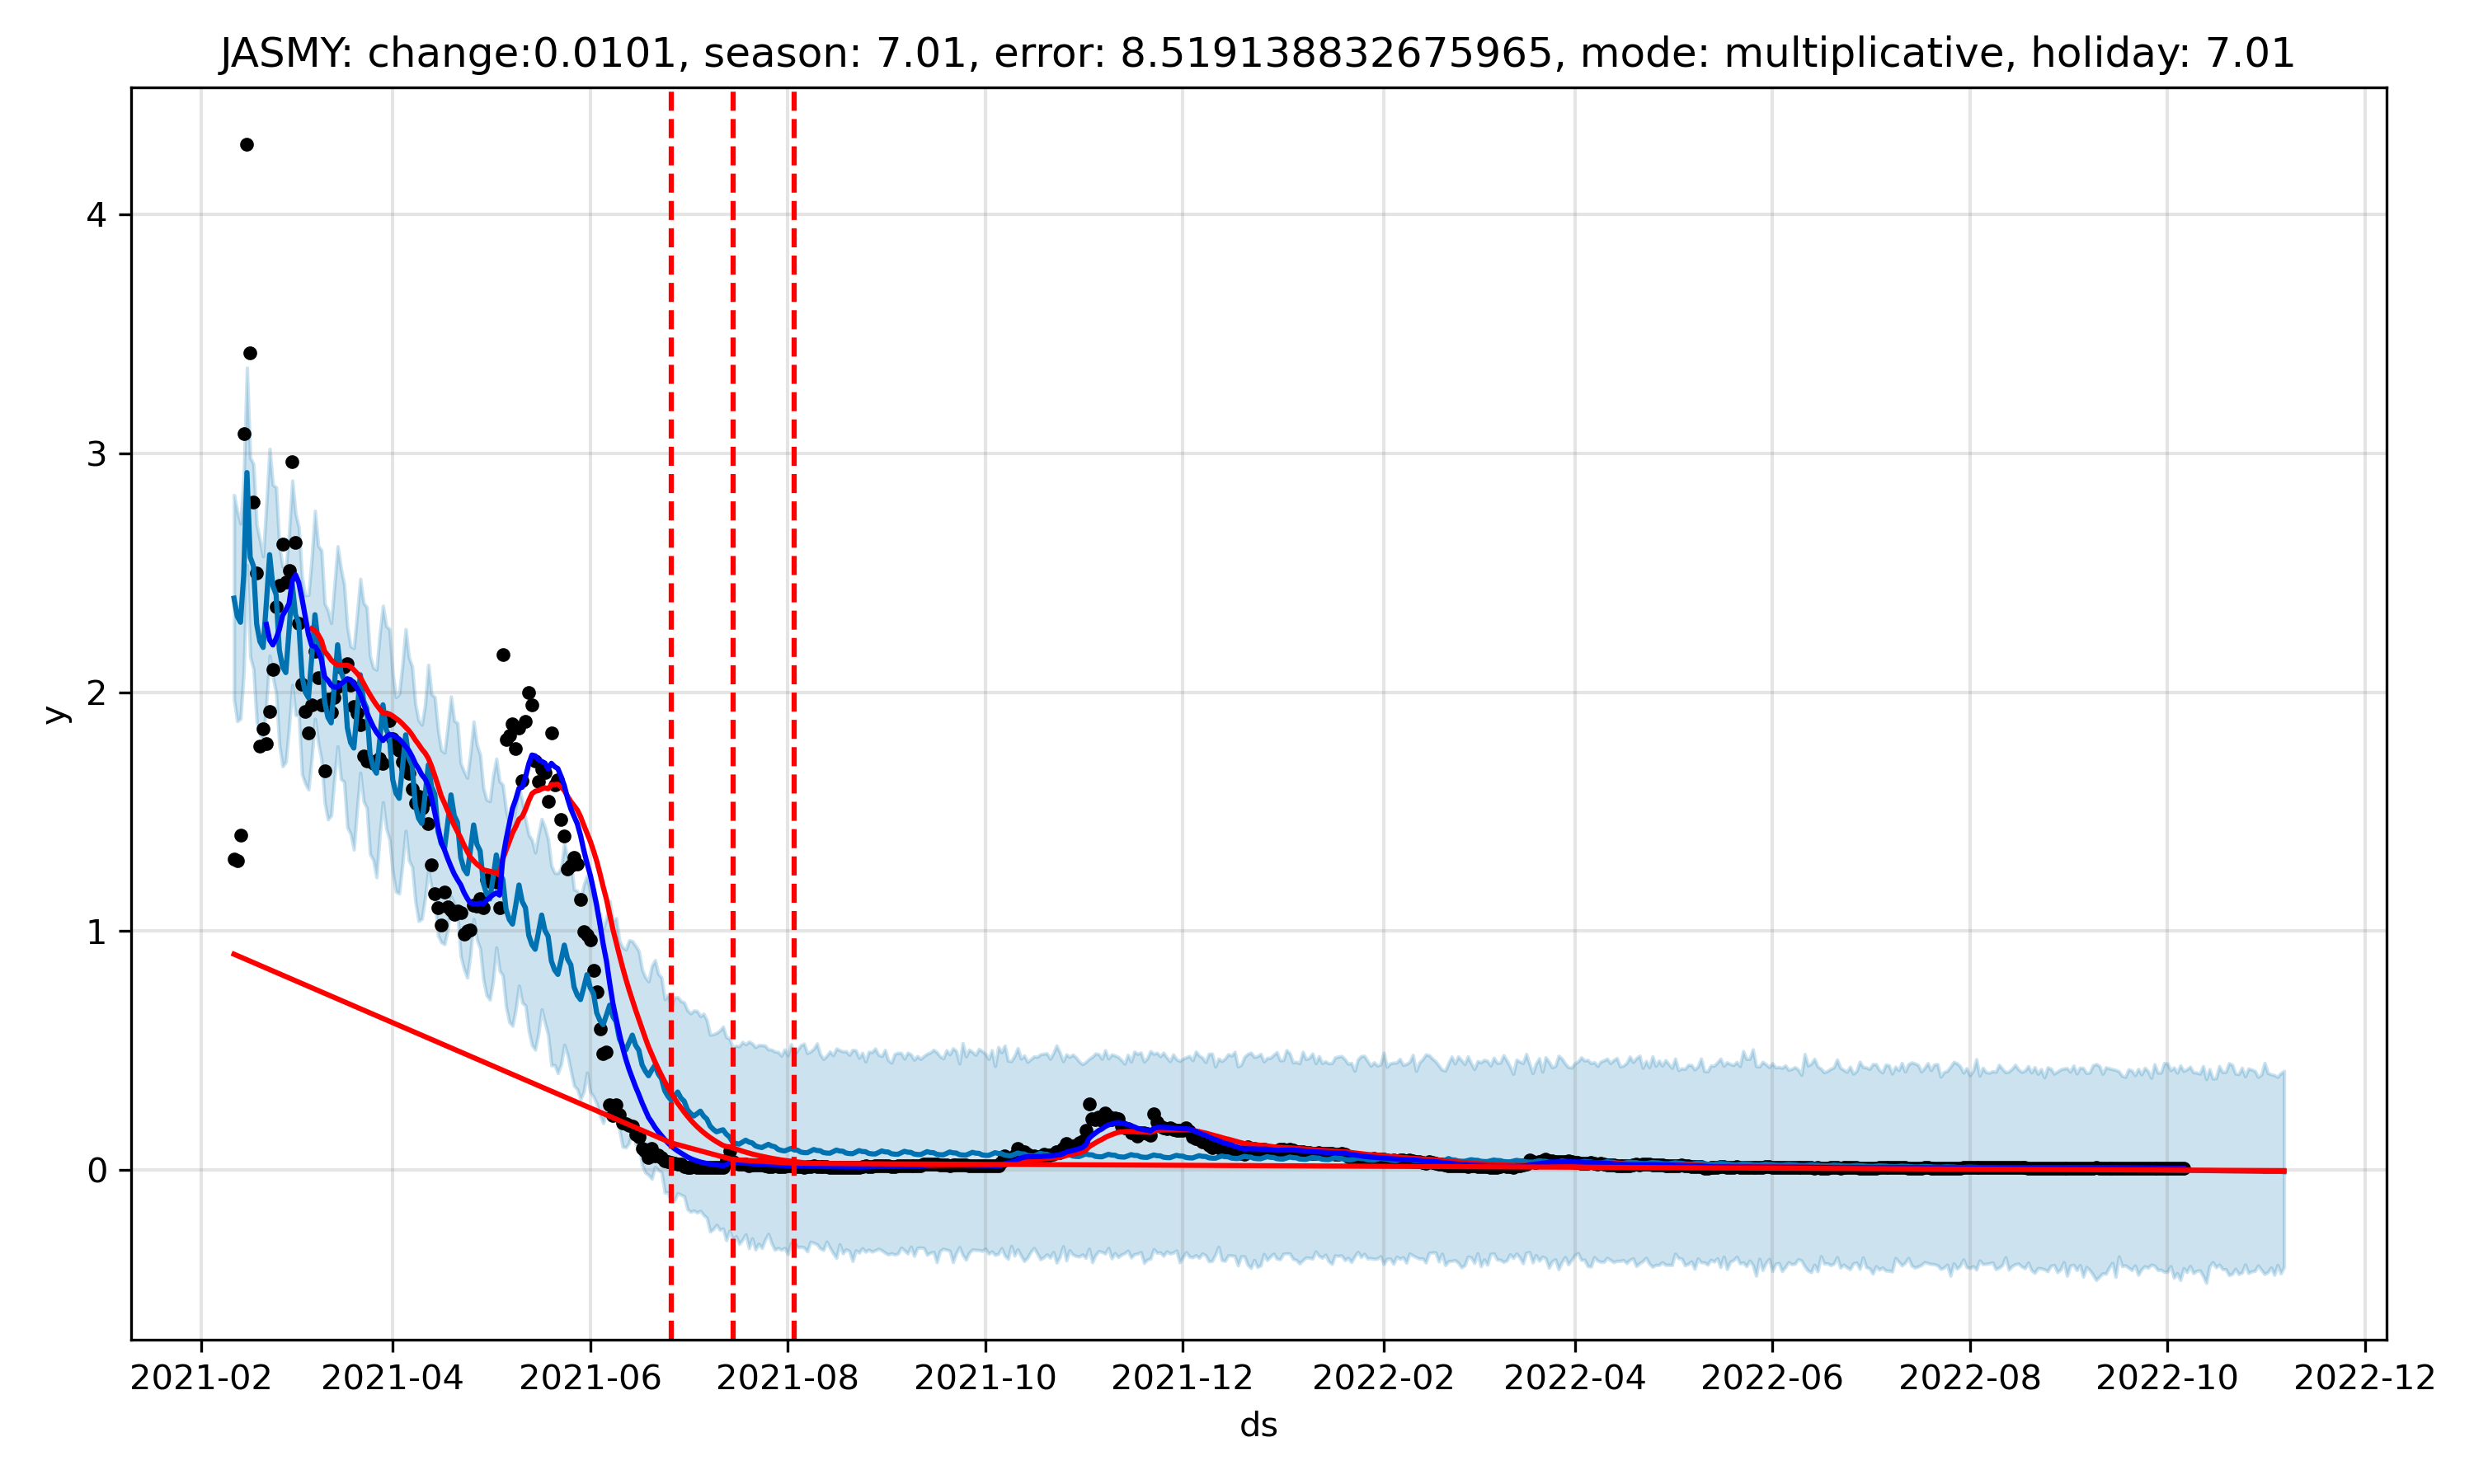 JASMY: change:0.0101, season: 7.01, error: 8.519138832675965, mode: multiplicative, holiday: 7.01
4
3
2
1
0
y
2021-02 2021-04 2021-06 2021-08 2021-10 2021-12 2022-02 2022-04 2022-06 2022-08 2022-10 2022-12
ds